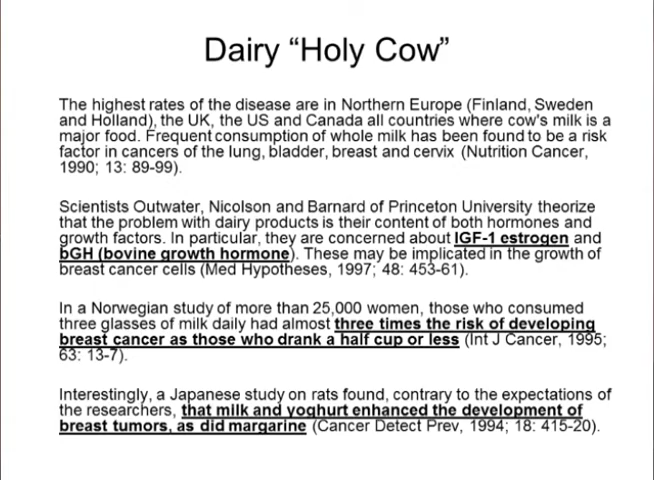 Dairy “Holy Cow”
The highest rates of the disease are in Northern Europe (Finland, Sweden
and Holland), the UK, the US and Canada all countries where cow's milk is a
major food. Frequent consumption of whole milk has been found to be a risk
factor in cancers of the lung, bladder, breast and cervix (Nutrition Cancer,
1990; 13: 89-99).
Scientists Outwater, Nicolson and Barnard of Princeton University theorize
that the problem with dairy products is their content of both hormones and
growth factors. In particular, they are concerned about IGF-1 estrogen and
bGH (bovine growth hormone). These may be implicated in the growth of
breast cancer cells (Med Hypotheses, 1997; 48: 453-61).
In a Norwegian study of more than 25,000 women, those who consumed
three glasses of milk daily had almost three times the risk of developing
breast cancer as those who drank a half cup or less (Int J Cancer, 1995;
63: 13-7).
Interestingly, a Japanese study on rats found, contrary to the expectations of
the researchers, that milk and yoghurt enhanced the development of
breast tumors, as did margarine (Cancer Detect Prev, 1994; 18: 415-20).